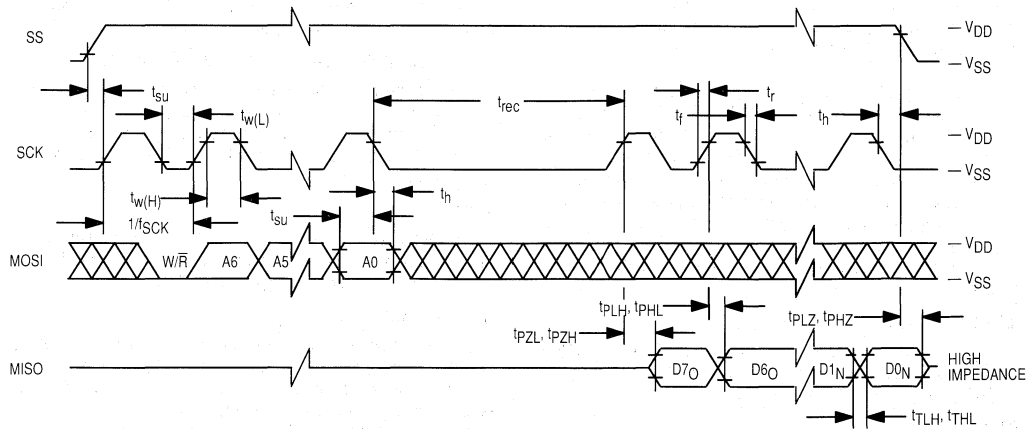 SS
V_DD
V_SS
t_su
t_w(L)
t_rec
t_r
t_f
t_h
SCK
V_DD
V_SS
t_w(H)
t_h
t_su
1/f_SCK
MOSI
W/R̅
A6
A5
A0
V_DD
V_SS
t_PLH, t_PHL
t_PLZ, t_PHZ
t_PZL, t_PZH
MISO
D7_O
D6_O
D1_N
D0_N
HIGH
IMPEDANCE
t_TLH, t_THL